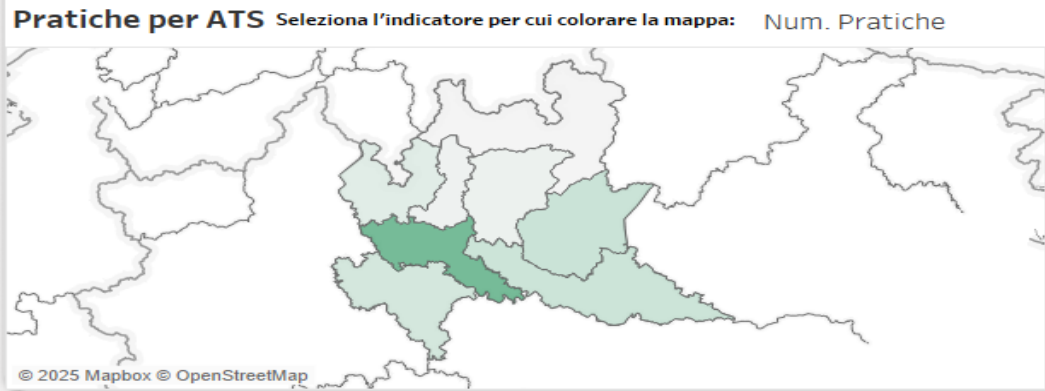 Pratiche per ATS Seleziona l'indicatore per cui colorare la mappa: Num. Pratiche
© 2025 Mapbox © OpenStreetMap